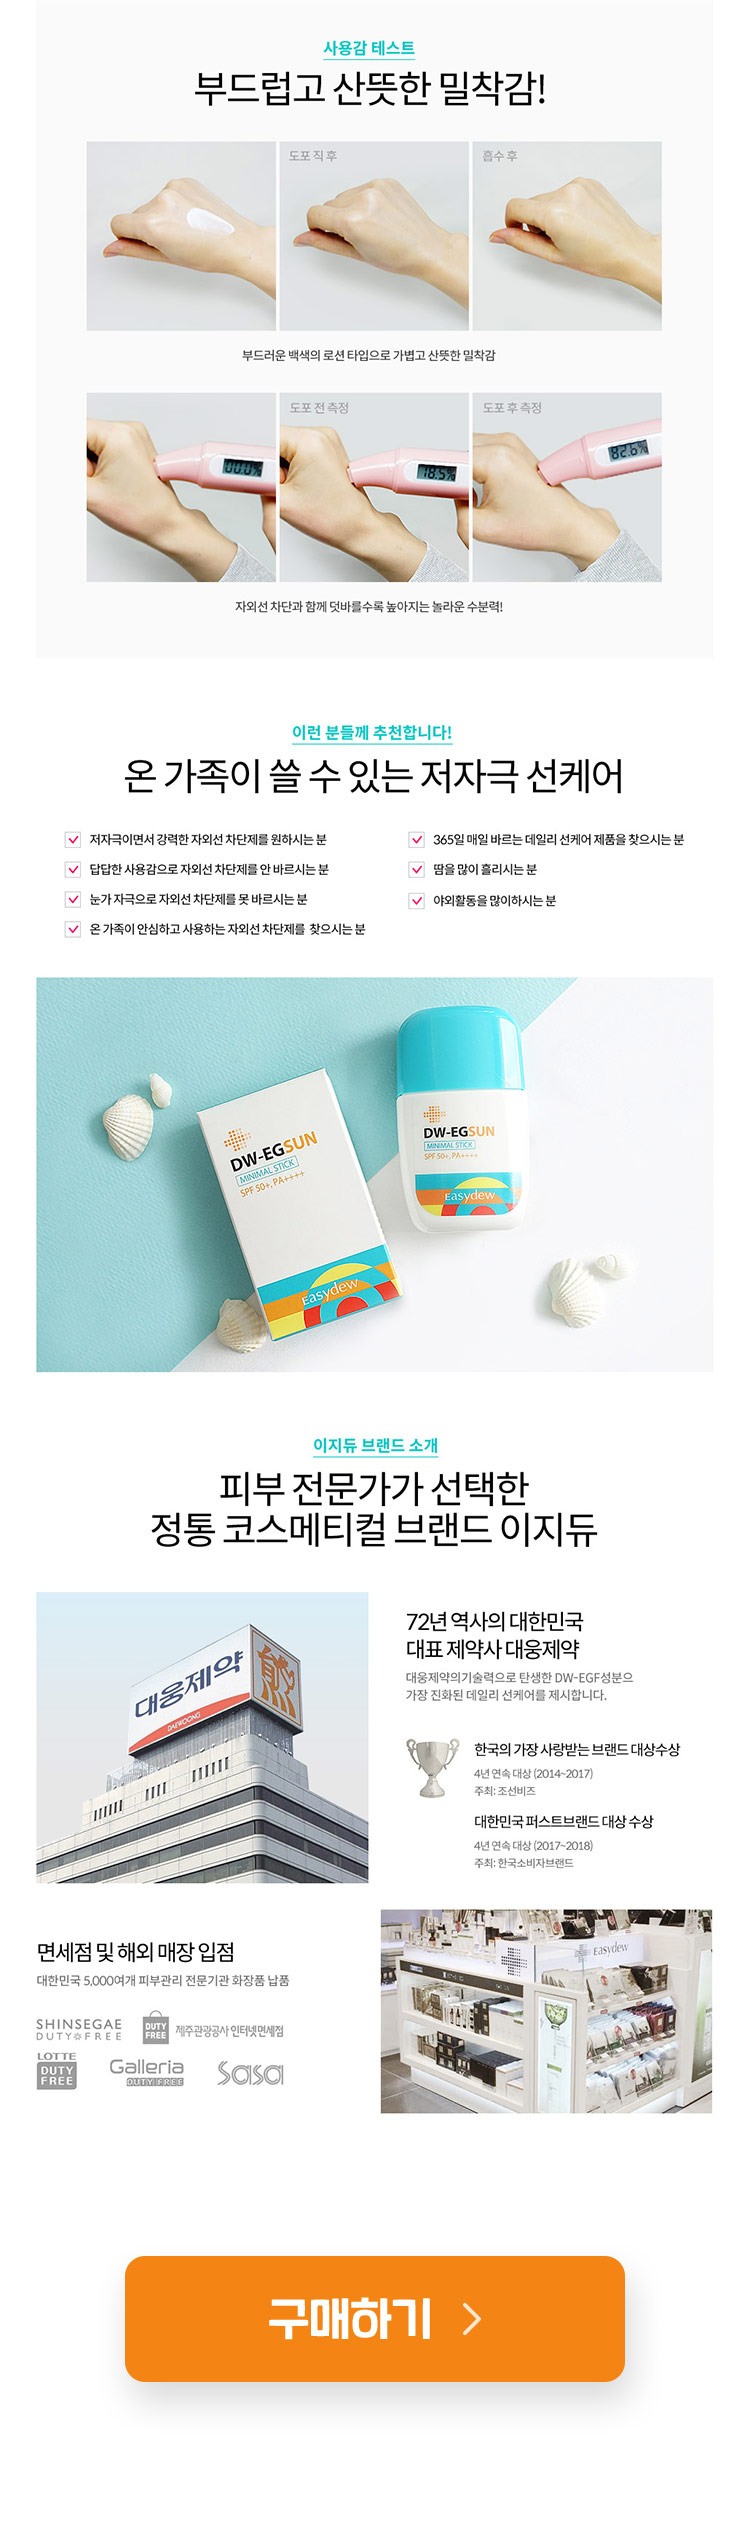 사용감 테스트
부드럽고 산뜻한 밀착감!
도포 직 후
흡수 후
부드러운 백색의 로션 타입으로 가볍고 산뜻한 밀착감
00.0%
도포 전 측정
78.5%
도포 후 측정
82.6%
자외선 차단과 함께 덧바를수록 높아지는 놀라운 수분력!
이런 분들께 추천합니다!
온 가족이 쓸 수 있는 저자극 선케어
저자극이면서 강력한 자외선 차단제를 원하시는 분
답답한 사용감으로 자외선 차단제를 안 바르시는 분
눈가 자극으로 자외선 차단제를 못 바르시는 분
온 가족이 안심하고 사용하는 자외선 차단제를 찾으시는 분
365일 매일 바르는 데일리 선케어 제품을 찾으시는 분
땀을 많이 흘리시는 분
야외활동을 많이하시는 분
DW-EGSUN
MINIMAL STICK
SPF 50+, PA++++
Easydew
DW-EGSUN
MINIMAL STICK
SPF 50+, PA++++
Easydew
이지듀 브랜드 소개
피부 전문가가 선택한
정통 코스메티컬 브랜드 이지듀
대웅제약
DAEWOONG
熊
72년 역사의 대한민국
대표 제약사 대웅제약
대웅제약의기술력으로 탄생한 DW-EGF성분으
가장 진화된 데일리 선케어를 제시합니다.
한국의 가장 사랑받는 브랜드 대상수상
4년 연속 대상 (2014~2017)
주최: 조선비즈
대한민국 퍼스트브랜드 대상 수상
4년 연속 대상 (2017~2018)
주최: 한국소비자브랜드
면세점 및 해외 매장 입점
대한민국 5,000여개 피부관리 전문기관 화장품 납품
SHINSEGAE
DUTY FREE
DUTY
FREE
제주관광공사 인터넷면세점
LOTTE
DUTY
FREE
Galleria
DUTY FREE
sasa
Easydew
구매하기